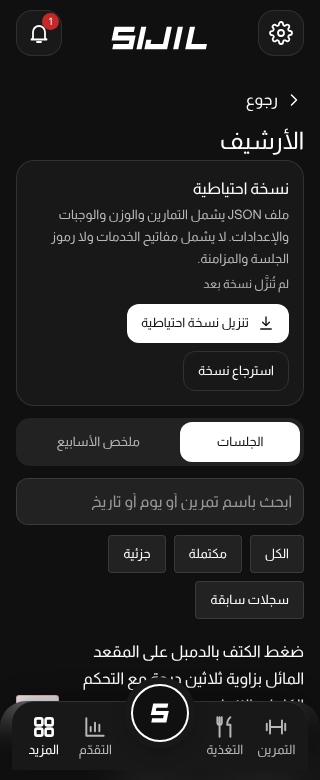 1
SIJIL
رجوع
الأرشيف
نسخة احتياطية
ملف JSON يشمل التمارين والوزن والوجبات
والإعدادات. لا يشمل مفاتيح الخدمات ولا رموز
الجلسة والمزامنة.
لم تُنزَّل نسخة بعد
تنزيل نسخة احتياطية
استرجاع نسخة
الجلسات
ملخص الأسابيع
ابحث باسم تمرين أو يوم أو تاريخ
الكل
مكتملة
جزئية
سجلات سابقة
ضغط الكتف بالدمبل على المقعد
المائل بزاوية ثلاثين درجة مع التحكم
التمرين
التغذية
S
التقدّم
المزيد